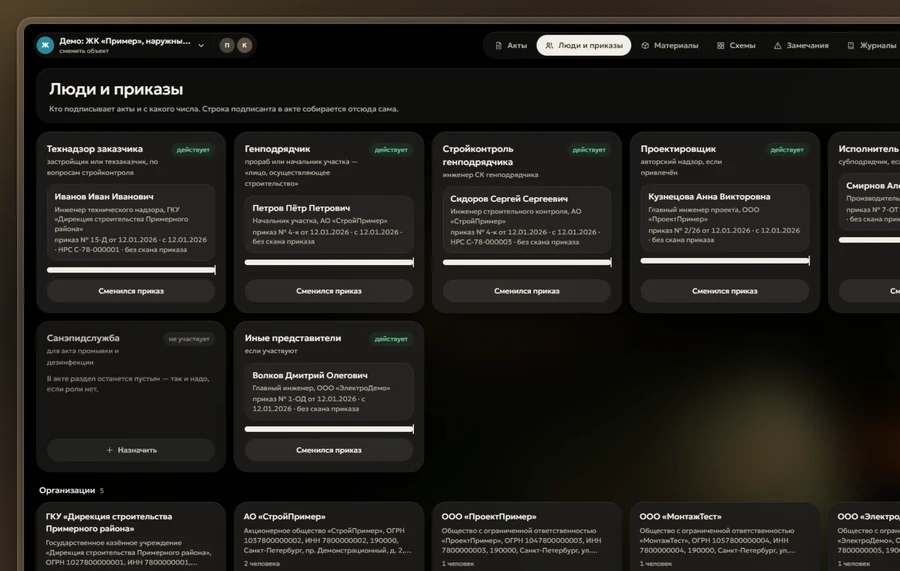 Ж
Демо: ЖК «Пример», наружны...
сменить объект
П
К
Акты
Люди и приказы
Материалы
Схемы
Замечания
Журналы
Люди и приказы
Кто подписывает акты и с какого числа. Строка подписанта в акте собирается отсюда сама.
Технадзор заказчика
действует
застройщик или техзаказчик, по
вопросам стройконтроля
Иванов Иван Иванович
Инженер технического надзора, ГКУ
«Дирекция строительства Примерного
района»
приказ № 15-Д от 12.01.2026 · с 12.01.2026
· НРС С-78-000001 · без скана приказа
Сменился приказ
Генподрядчик
действует
прораб или начальник участка —
«лицо, осуществляющее
строительство»
Петров Пётр Петрович
Начальник участка, АО «СтройПример»
приказ № 4-к от 12.01.2026 · с 12.01.2026 ·
без скана приказа
Сменился приказ
Стройконтроль
генподрядчика
действует
инженер СК генподрядчика
Сидоров Сергей Сергеевич
Инженер строительного контроля, АО
«СтройПример»
приказ № 4-к от 12.01.2026 · с 12.01.2026 ·
НРС С-78-000003 · без скана приказа
Сменился приказ
Проектировщик
действует
авторский надзор, если
привлечён
Кузнецова Анна Викторовна
Главный инженер проекта, ООО
«ПроектПример»
приказ № 2/26 от 12.01.2026 · с 12.01.2026
· без скана приказа
Сменился приказ
Исполнитель
субподрядчик, ес
Смирнов Але
Производитель
приказ № 7-ОТ
· без скана при
См
Санэпидслужба
не участвует
для акта промывки и
дезинфекции
В акте раздел останется пустым — так и надо,
если роли нет.
+ Назначить
Иные представители
действует
если участвуют
Волков Дмитрий Олегович
Главный инженер, ООО «ЭлектроДемо»
приказ № 1-ОД от 12.01.2026 · с
12.01.2026 · без скана приказа
Сменился приказ
Организации 5
ГКУ «Дирекция строительства
Примерного района»
Государственное казённое учреждение
«Дирекция строительства Примерного района»,
ОГРН 1027800000001, ИНН 7800000001,...
АО «СтройПример»
Акционерное общество «СтройПример», ОГРН
1037800000002, ИНН 7800000002, 190000,
Санкт-Петербург, пр. Демонстрационный, д. 2,...
2 человека
ООО «ПроектПример»
Общество с ограниченной ответственностью
«ПроектПример», ОГРН 1047800000003, ИНН
7800000003, 190000, Санкт-Петербург, ул....
1 человек
ООО «МонтажТест»
Общество с ограниченной ответственностью
«МонтажТест», ОГРН 1057800000004, ИНН
7800000004, 190000, Санкт-Петербург, ул....
1 человек
ООО «Электро
Общество с огран
«ЭлектроДемо»,
7800000005, 190
1 человек